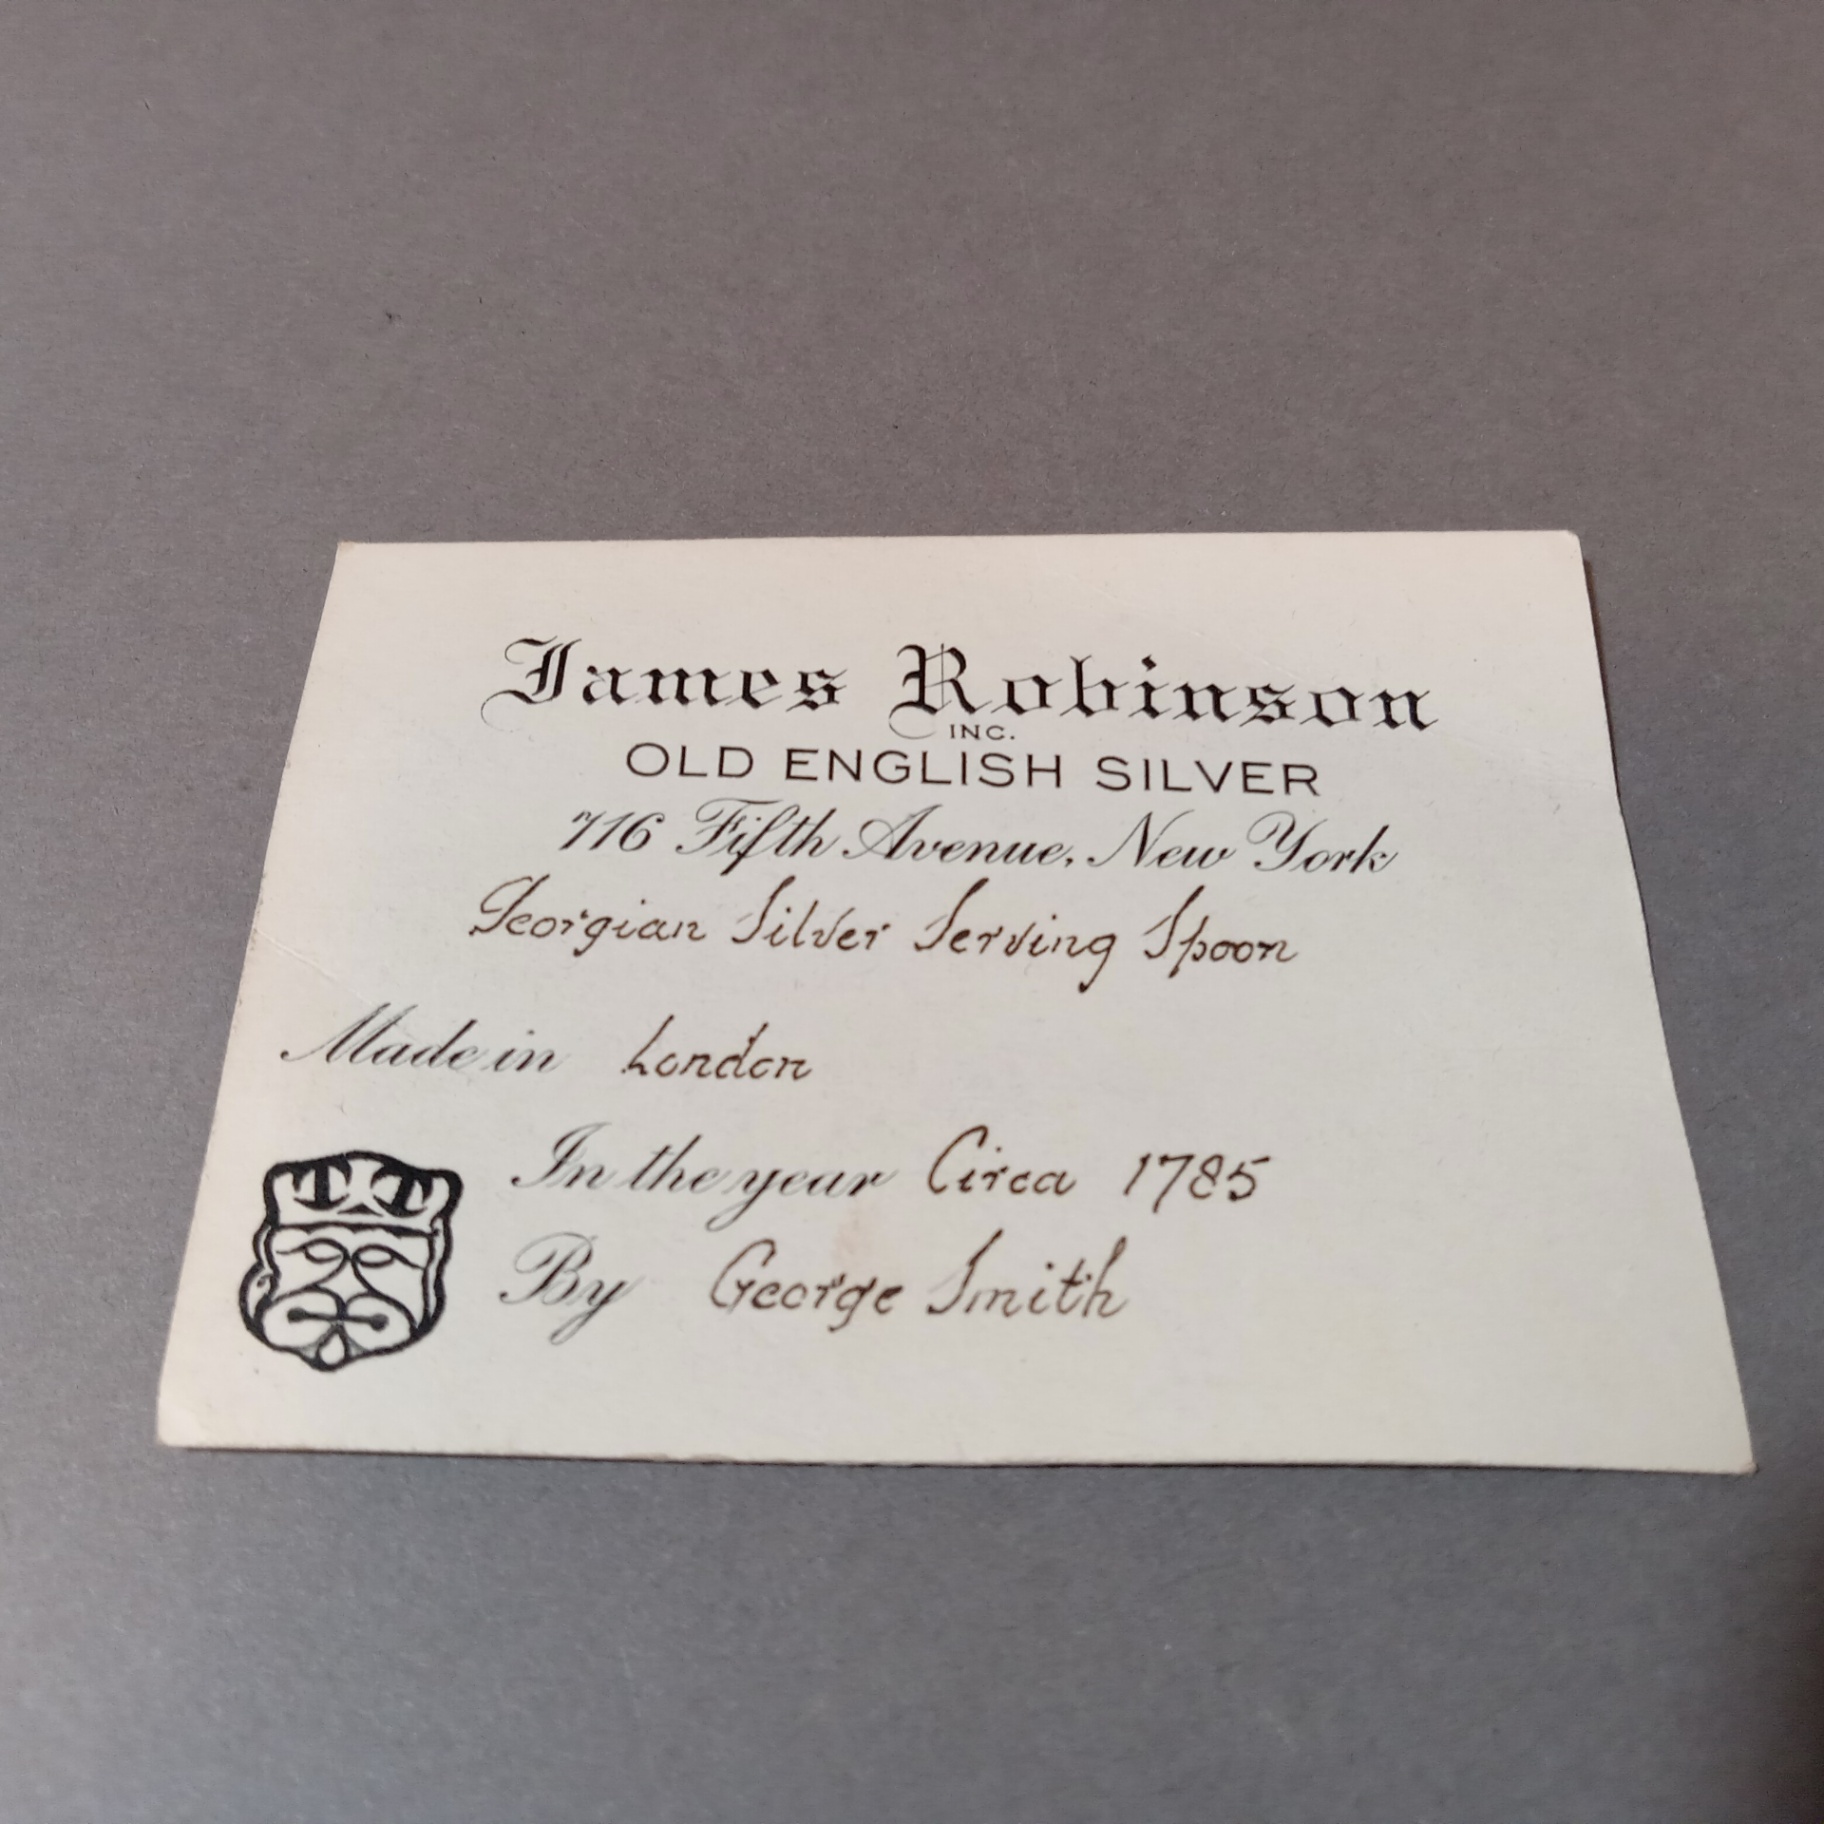 James Robinson
INC.
OLD ENGLISH SILVER
716 Fifth Avenue, New York
Georgian Silver Serving Spoon
Made in London
In the year Circa 1785
By George Smith